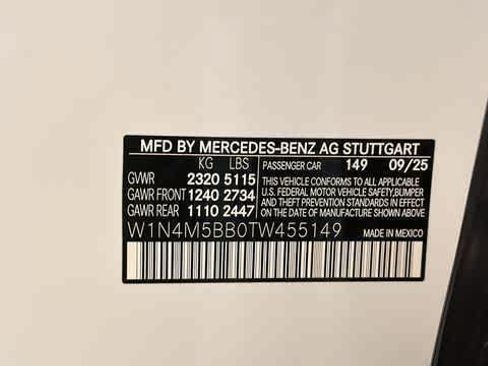 MFD BY MERCEDES-BENZ AG STUTTGART
KG LBS PASSENGER CAR 149 09/25
GVWR 2320 5115 THIS VEHICLE CONFORMS TO ALL APPLICABLE
GAWR FRONT 1240 2734 U.S. FEDERAL MOTOR VEHICLE SAFETY,BUMPER
GAWR REAR 1110 2447 AND THEFT PREVENTION STANDARDS IN EFFECT
ON THE DATE OF MANUFACTURE SHOWN ABOVE
W1N4M5BB0TW455149 MADE IN MEXICO